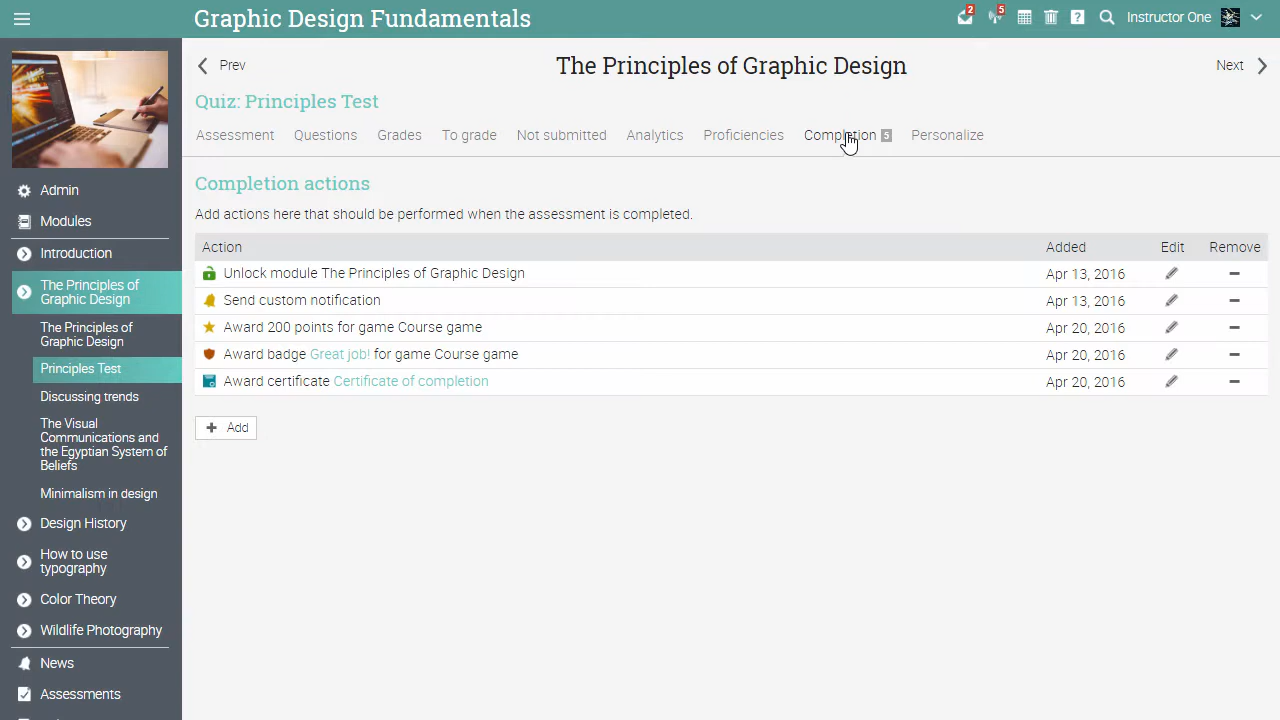 Graphic Design Fundamentals
2
5
Instructor One
Prev
The Principles of Graphic Design
Next
Quiz: Principles Test
Assessment
Questions
Grades
To grade
Not submitted
Analytics
Proficiencies
Completion 5
Personalize
Completion actions
Add actions here that should be performed when the assessment is completed.
Action Added Edit Remove
Unlock module The Principles of Graphic Design Apr 13, 2016
Send custom notification Apr 13, 2016
Award 200 points for game Course game Apr 20, 2016
Award badge Great job! for game Course game Apr 20, 2016
Award certificate Certificate of completion Apr 20, 2016
Add
Admin
Modules
Introduction
The Principles of
Graphic Design
The Principles of
Graphic Design
Principles Test
Discussing trends
The Visual
Communications and
the Egyptian System of
Beliefs
Minimalism in design
Design History
How to use
typography
Color Theory
Wildlife Photography
News
Assessments